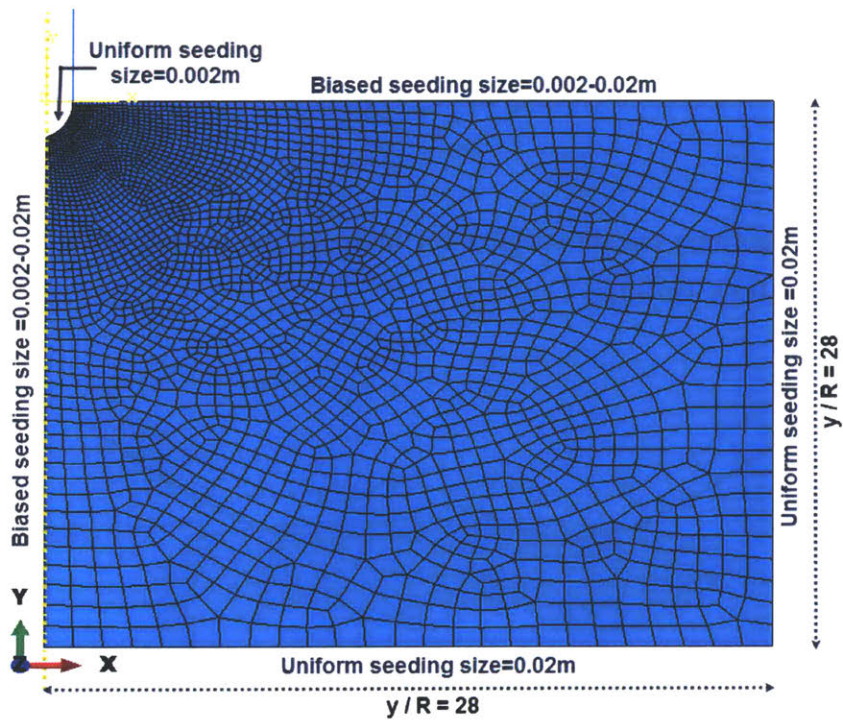 Uniform seeding
size=0.002m
Biased seeding size=0.002-0.02m
Biased seeding size =0.002-0.02m
Uniform seeding size=0.02m
y / R = 28
Y
Z
X
Uniform seeding size=0.02m
y / R = 28